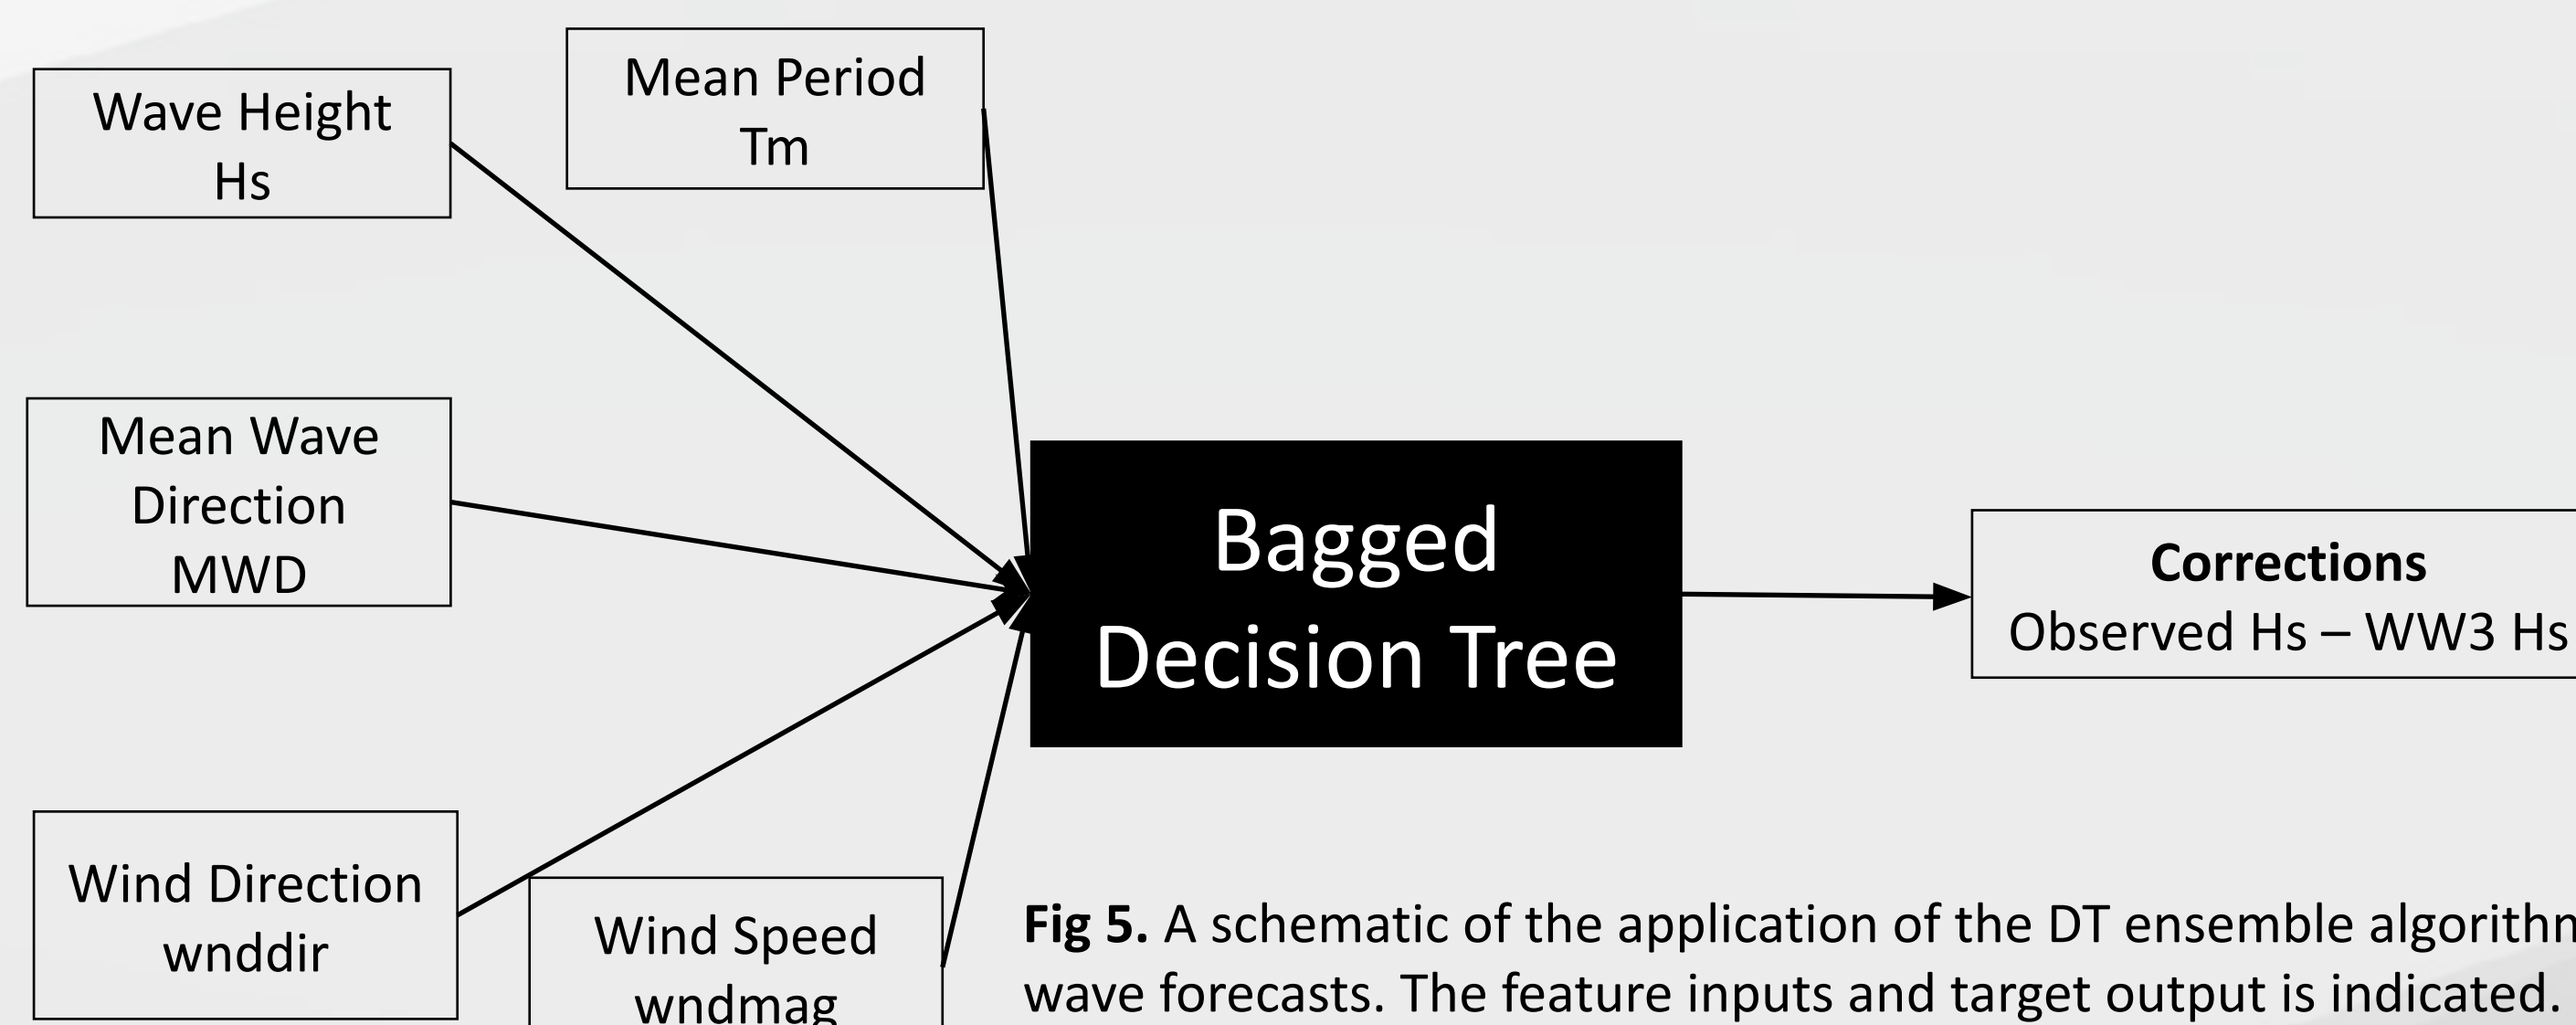 Mean Period
Tm
Wave Height
Hs
Mean Wave
Direction
MWD
Bagged
Decision Tree
Corrections
Observed Hs – WW3 Hs
Wind Direction
wnddir
Wind Speed
wndmag
Fig 5. A schematic of the application of the DT ensemble algorithm
wave forecasts. The feature inputs and target output is indicated.